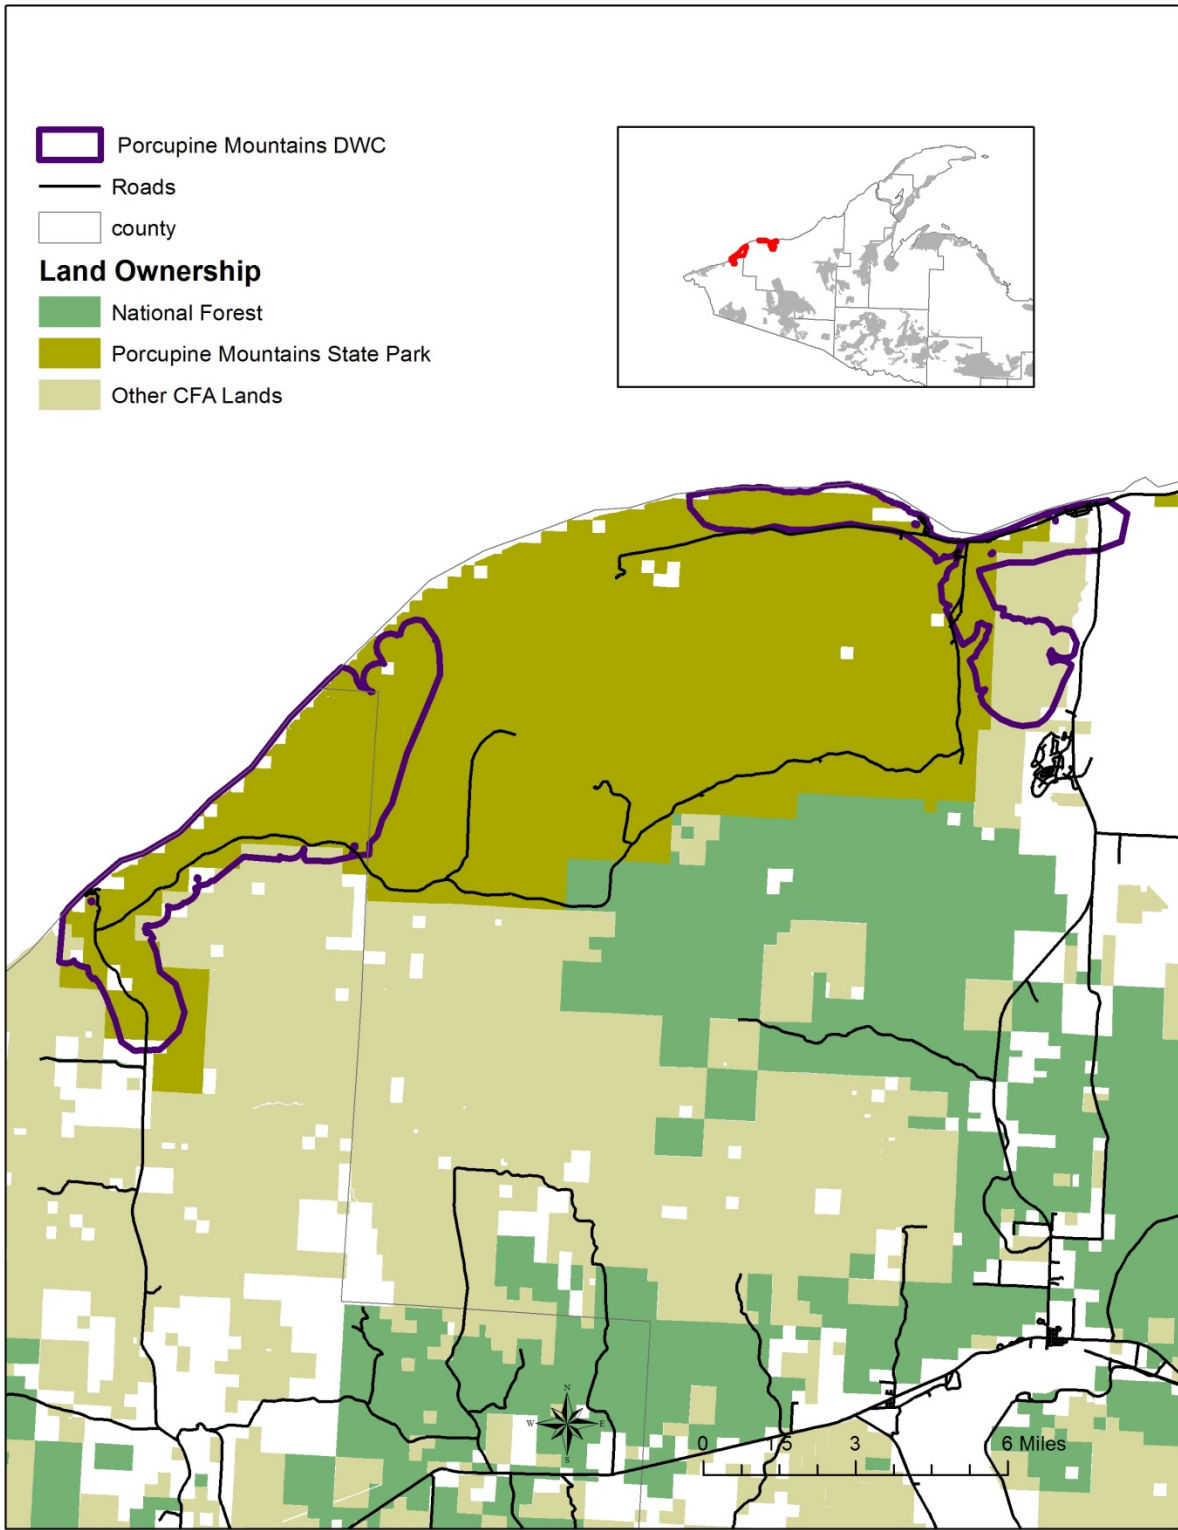 Porcupine Mountains DWC
Roads
county
Land Ownership
National Forest
Porcupine Mountains State Park
Other CFA Lands
N
W E
S
0 1.5 3 6 Miles